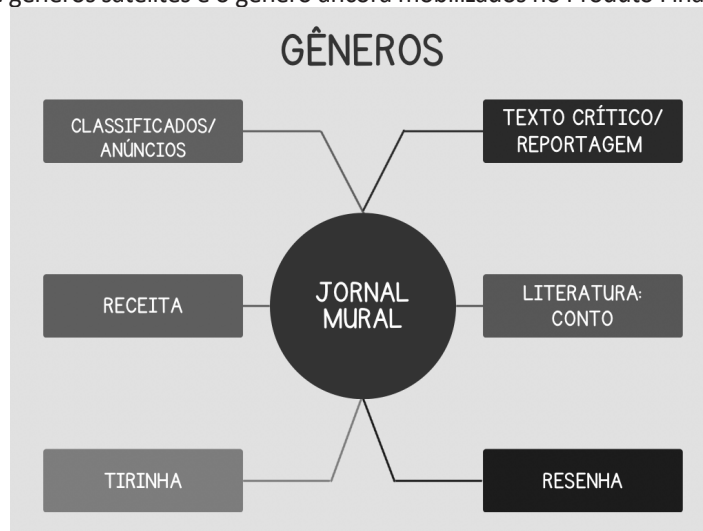 gêneros satélites e o gênero âncora mobilizados no Produto
GÊNEROS
CLASSIFICADOS/
ANÚNCIOS
TEXTO CRÍTICO/
REPORTAGEM
RECEITA
JORNAL
MURAL
LITERATURA:
CONTO
TIRINHA
RESENHA